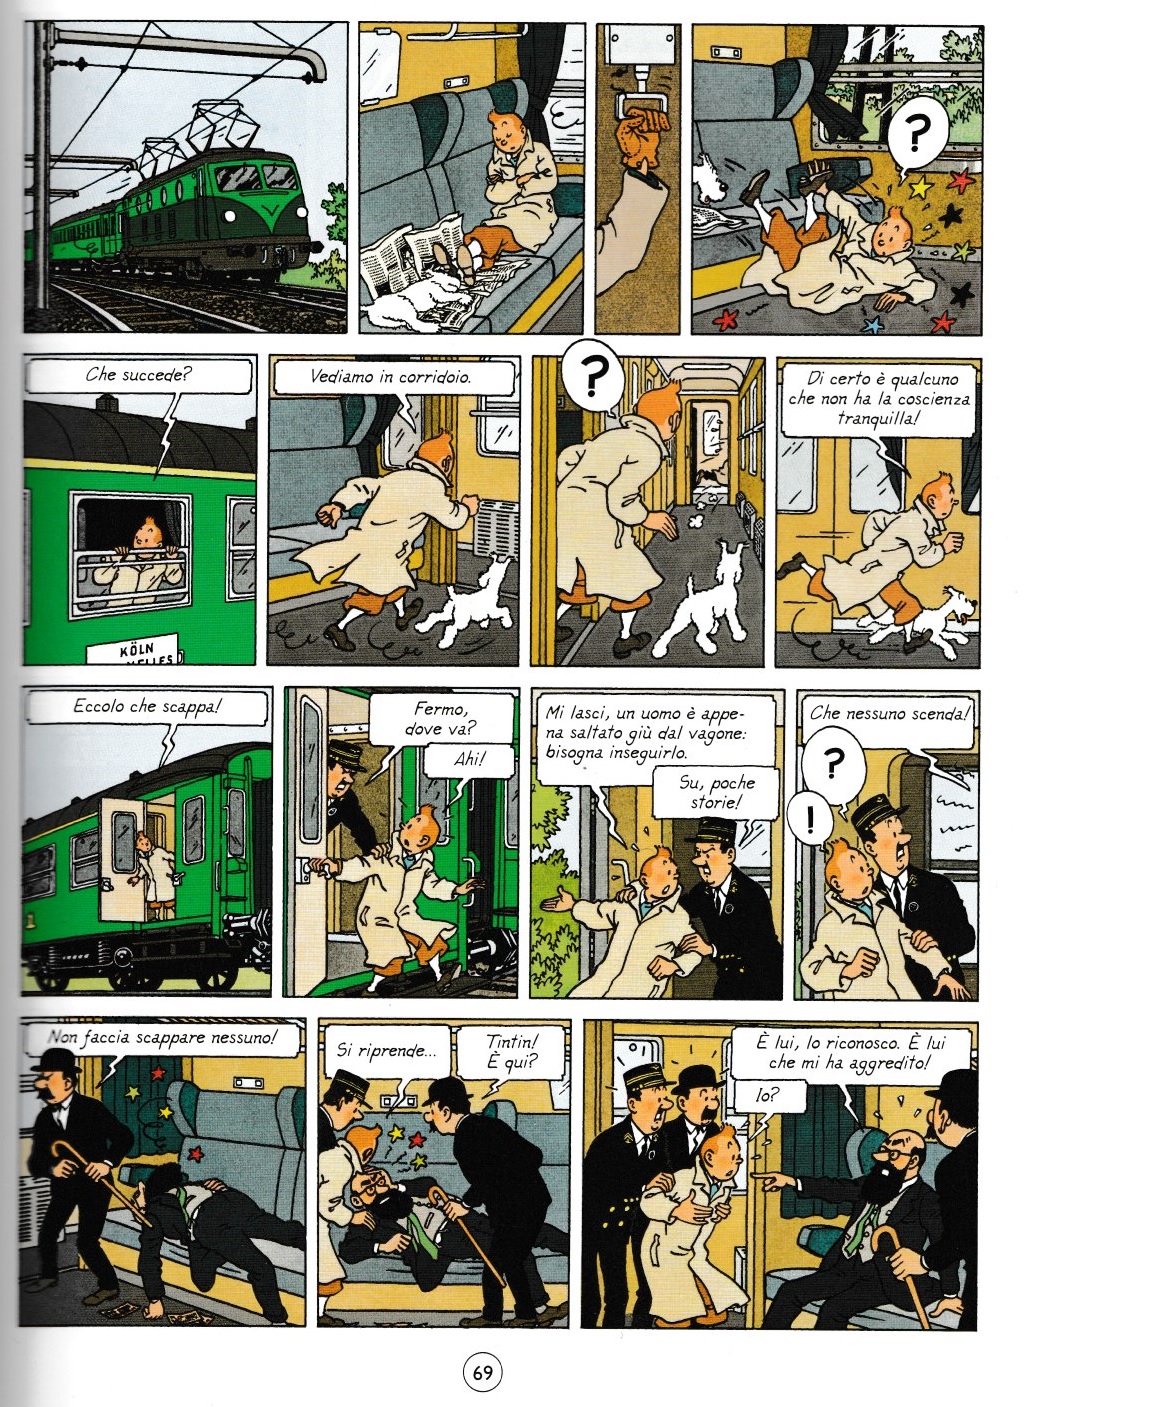 ?
Che succede?
KÖLN
Vediamo in corridoio.
?
Di certo è qualcuno
che non ha la coscienza
tranquilla!
Eccolo che scappa!
1
Fermo,
dove va?
Ahi!
Mi lasci, un uomo è appe-
na saltato giù dal vagone:
bisogna inseguirlo.
Su, poche
storie!
Che nessuno scenda!
?
!
Non faccia scappare nessuno!
Si riprende...
Tintin!
È qui?
È lui, lo riconosco. È lui
che mi ha aggredito!
Io?
69